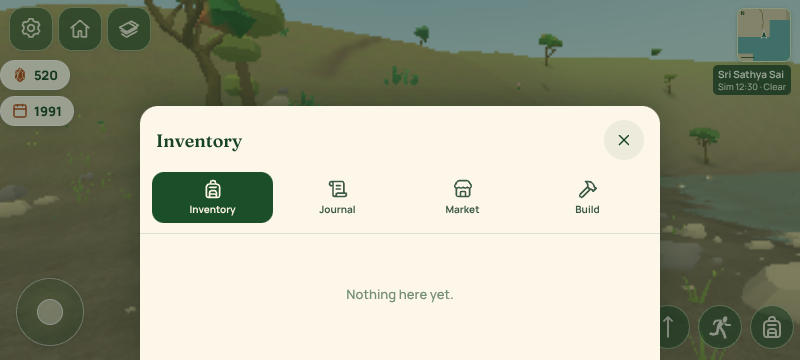 520
1991
N
Sri Sathya Sai
Sim 12:30 · Clear
Inventory
Inventory
Journal
Market
Build
Nothing here yet.